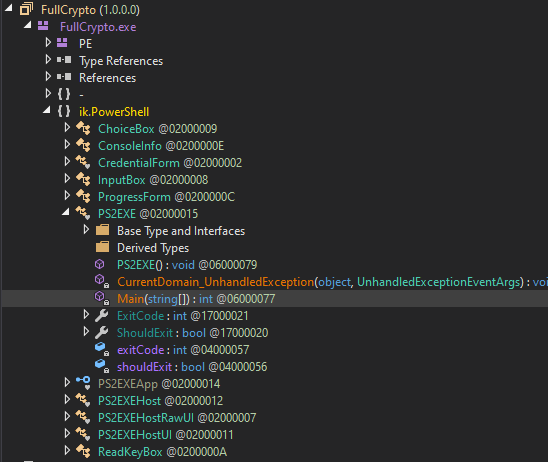 FullCrypto (1.0.0.0)
FullCrypto.exe
PE
Type References
References
{ } -
{ } ik.PowerShell
ChoiceBox @02000009
ConsoleInfo @0200000E
CredentialForm @02000002
InputBox @02000008
ProgressForm @0200000C
PS2EXE @02000015
Base Type and Interfaces
Derived Types
PS2EXE() : void @06000079
CurrentDomain_UnhandledException(object, UnhandledExceptionEventArgs) : voi
Main(string[]) : int @06000077
ExitCode : int @17000021
ShouldExit : bool @17000020
exitCode : int @04000057
shouldExit : bool @04000056
PS2EXEApp @02000014
PS2EXEHost @02000012
PS2EXEHostRawUI @02000007
PS2EXEHostUI @02000011
ReadKeyBox @0200000A